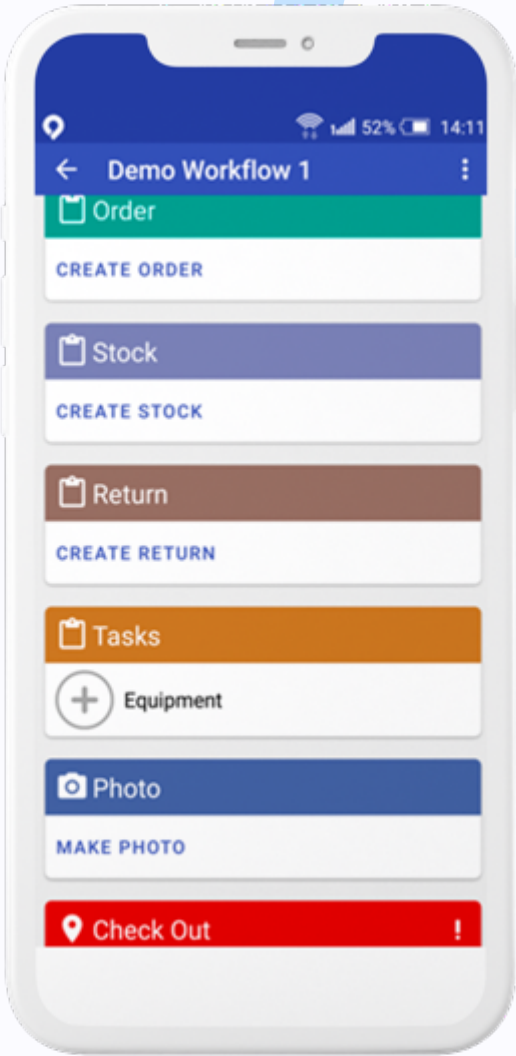 52% 14:11
Demo Workflow 1
Order
CREATE ORDER
Stock
CREATE STOCK
Return
CREATE RETURN
Tasks
Equipment
Photo
MAKE PHOTO
Check Out !